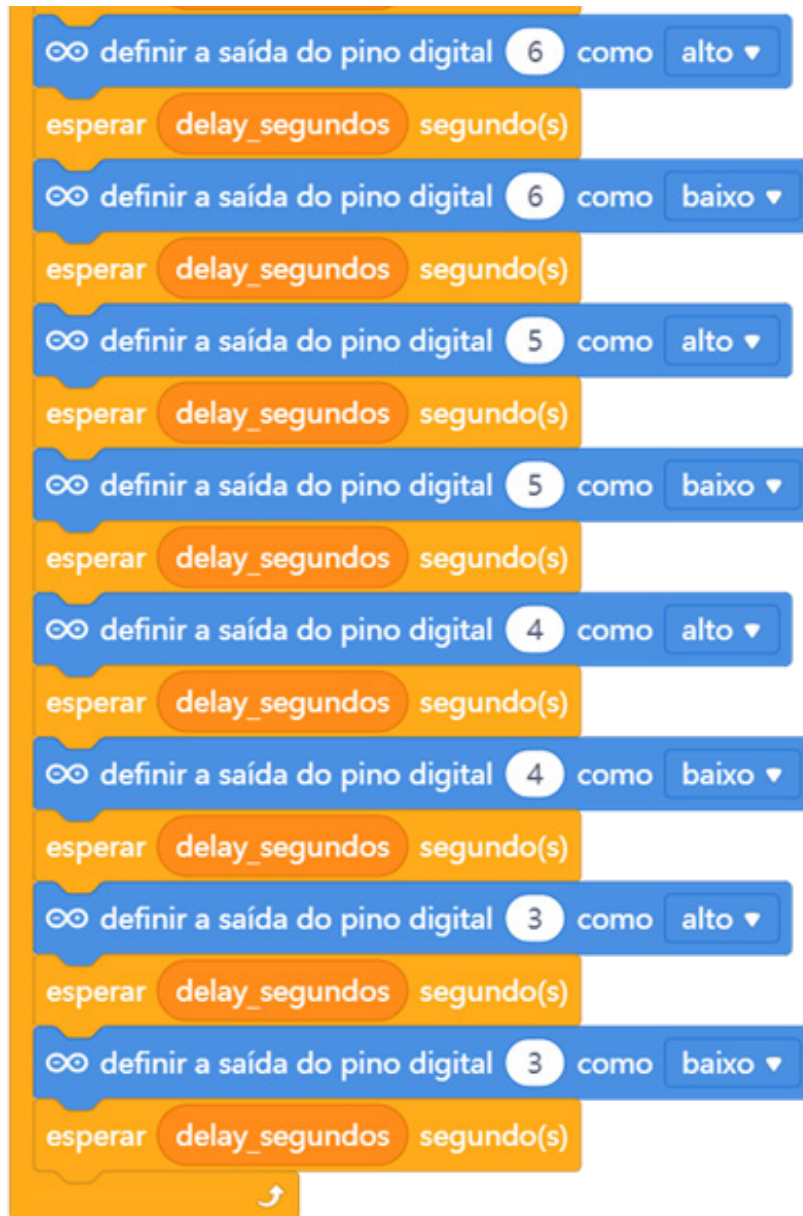 definir a saída do pino digital 6 como alto
esperar delay_segundos segundo(s)
definir a saída do pino digital 6 como baixo
esperar delay_segundos segundo(s)
definir a saída do pino digital 5 como alto
esperar delay_segundos segundo(s)
definir a saída do pino digital 5 como baixo
esperar delay_segundos segundo(s)
definir a saída do pino digital 4 como alto
esperar delay_segundos segundo(s)
definir a saída do pino digital 4 como baixo
esperar delay_segundos segundo(s)
definir a saída do pino digital 3 como alto
esperar delay_segundos segundo(s)
definir a saída do pino digital 3 como baixo
esperar delay_segundos segundo(s)